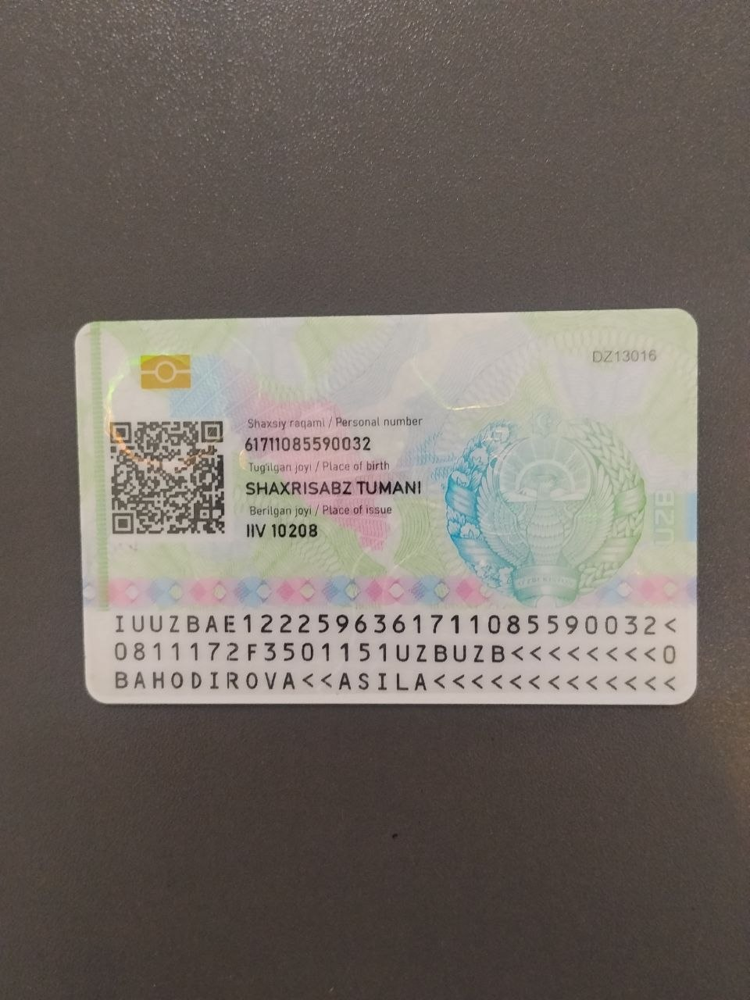 DZ13016
Shaxsiy raqami / Personal number
61711085590032
Tug'ilgan joyi / Place of birth
SHAXRISABZ TUMANI
Berilgan joyi / Place of issue
IIV 10208
UZB
IUUZBAE1222596361711085590032<
0811172F3501151UZBUZB<<<<<<<<0
BAHODIROVA<<ASILA<<<<<<<<<<<<<